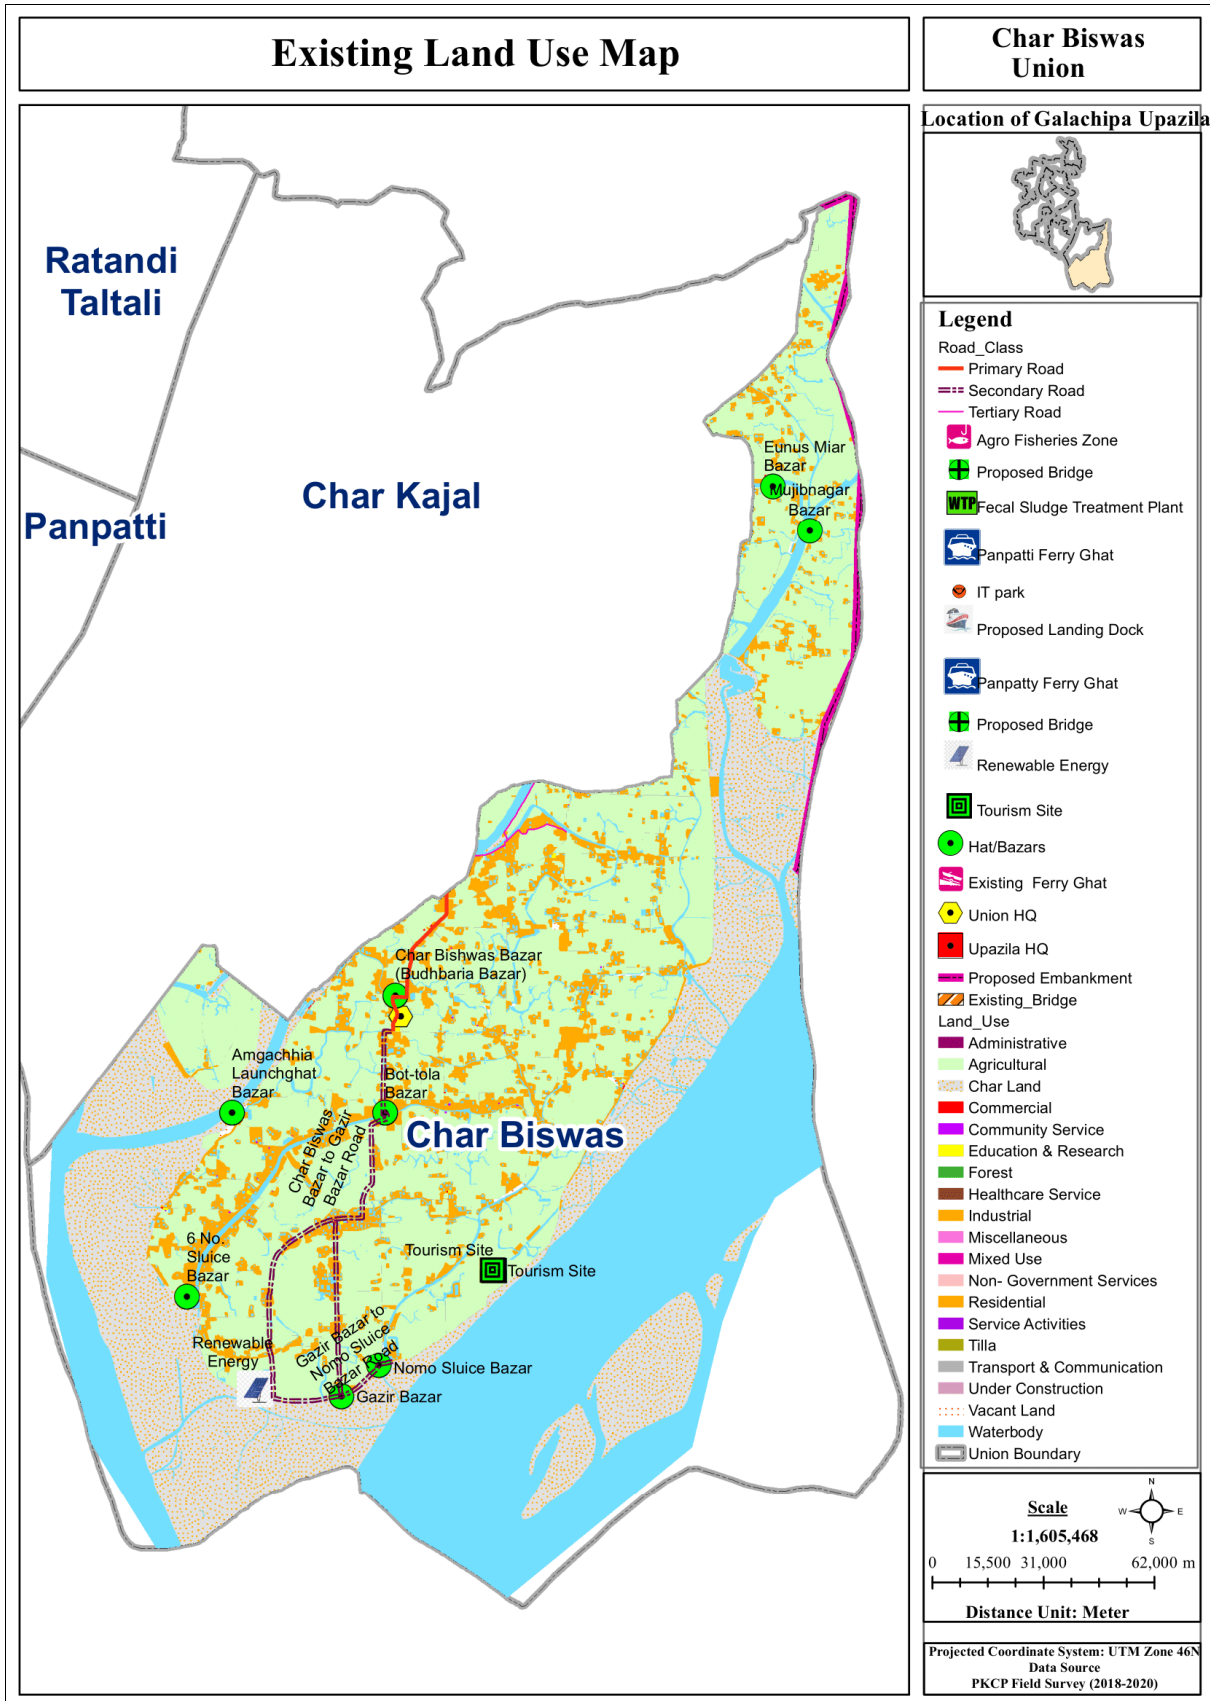 Existing Land Use Map
Char Biswas
Union
Location of Galachipa Upazila
Ratandi
Taltali
Panpatti
Char Kajal
Eunus Miar
Bazar
Mujibnagar
Bazar
Char Bishwas Bazar
(Budhbaria Bazar)
Amgachhia
Launchghat
Bazar
Bot-tola
Bazar
Char Biswas
Char Biswas
Bazar to Gazir
Bazar Road
6 No.
Sluice
Bazar
Tourism Site
Tourism Site
Renewable
Energy
Gazir Bazar to
Nomo Sluice
Bazar Road
Nomo Sluice Bazar
Gazir Bazar
Legend
Road_Class
Primary Road
Secondary Road
Tertiary Road
Agro Fisheries Zone
Proposed Bridge
WTP Fecal Sludge Treatment Plant
Panpatti Ferry Ghat
IT park
Proposed Landing Dock
Panpatty Ferry Ghat
Proposed Bridge
Renewable Energy
Tourism Site
Hat/Bazars
Existing Ferry Ghat
Union HQ
Upazila HQ
Proposed Embankment
Existing_Bridge
Land_Use
Administrative
Agricultural
Char Land
Commercial
Community Service
Education & Research
Forest
Healthcare Service
Industrial
Miscellaneous
Mixed Use
Non- Government Services
Residential
Service Activities
Tilla
Transport & Communication
Under Construction
Vacant Land
Waterbody
Union Boundary
Scale
1:1,605,468
N
W E
S
0 15,500 31,000 62,000 m
Distance Unit: Meter
Projected Coordinate System: UTM Zone 46N
Data Source
PKCP Field Survey (2018-2020)